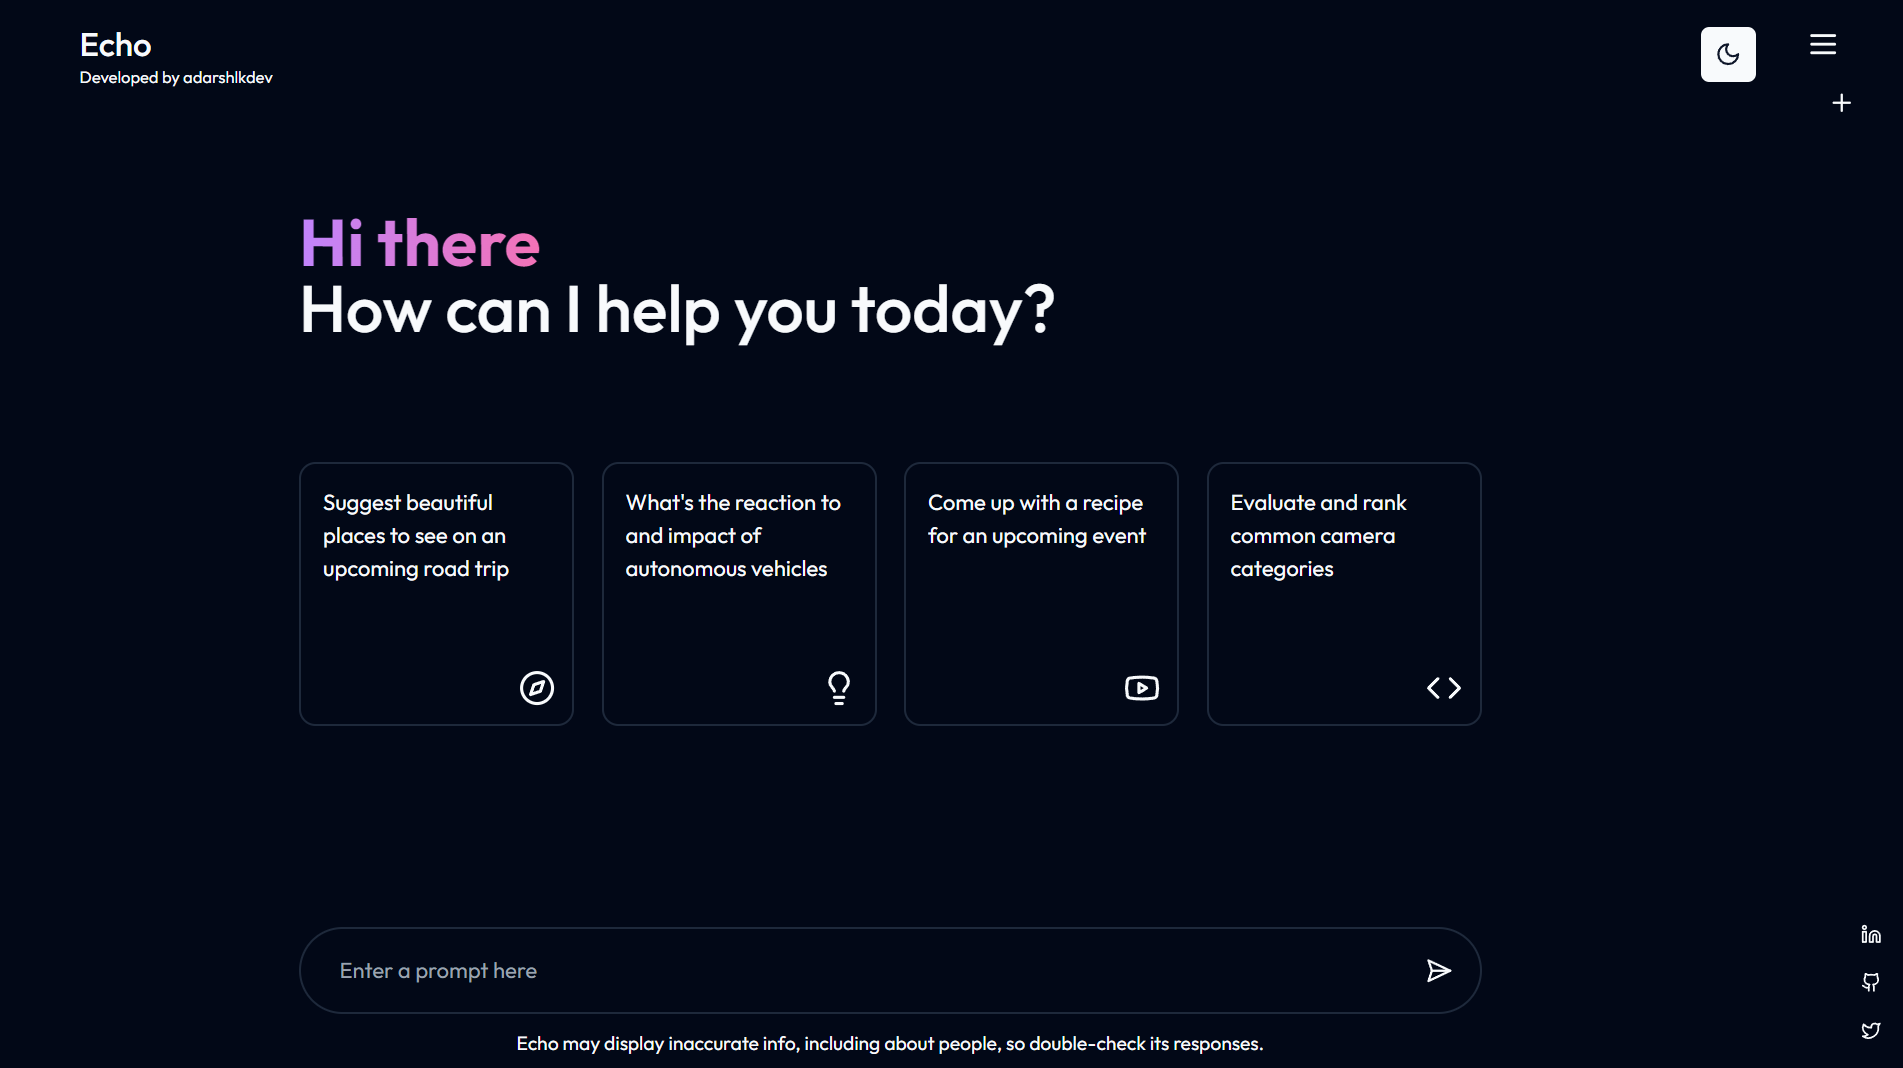 Echo
Developed by adarshlkdev
Hi there
How can I help you today?
Suggest beautiful
places to see on an
upcoming road trip
What's the reaction to
and impact of
autonomous vehicles
Come up with a recipe
for an upcoming event
Evaluate and rank
common camera
categories
Enter a prompt here
Echo may display inaccurate info, including about people, so double-check its responses.